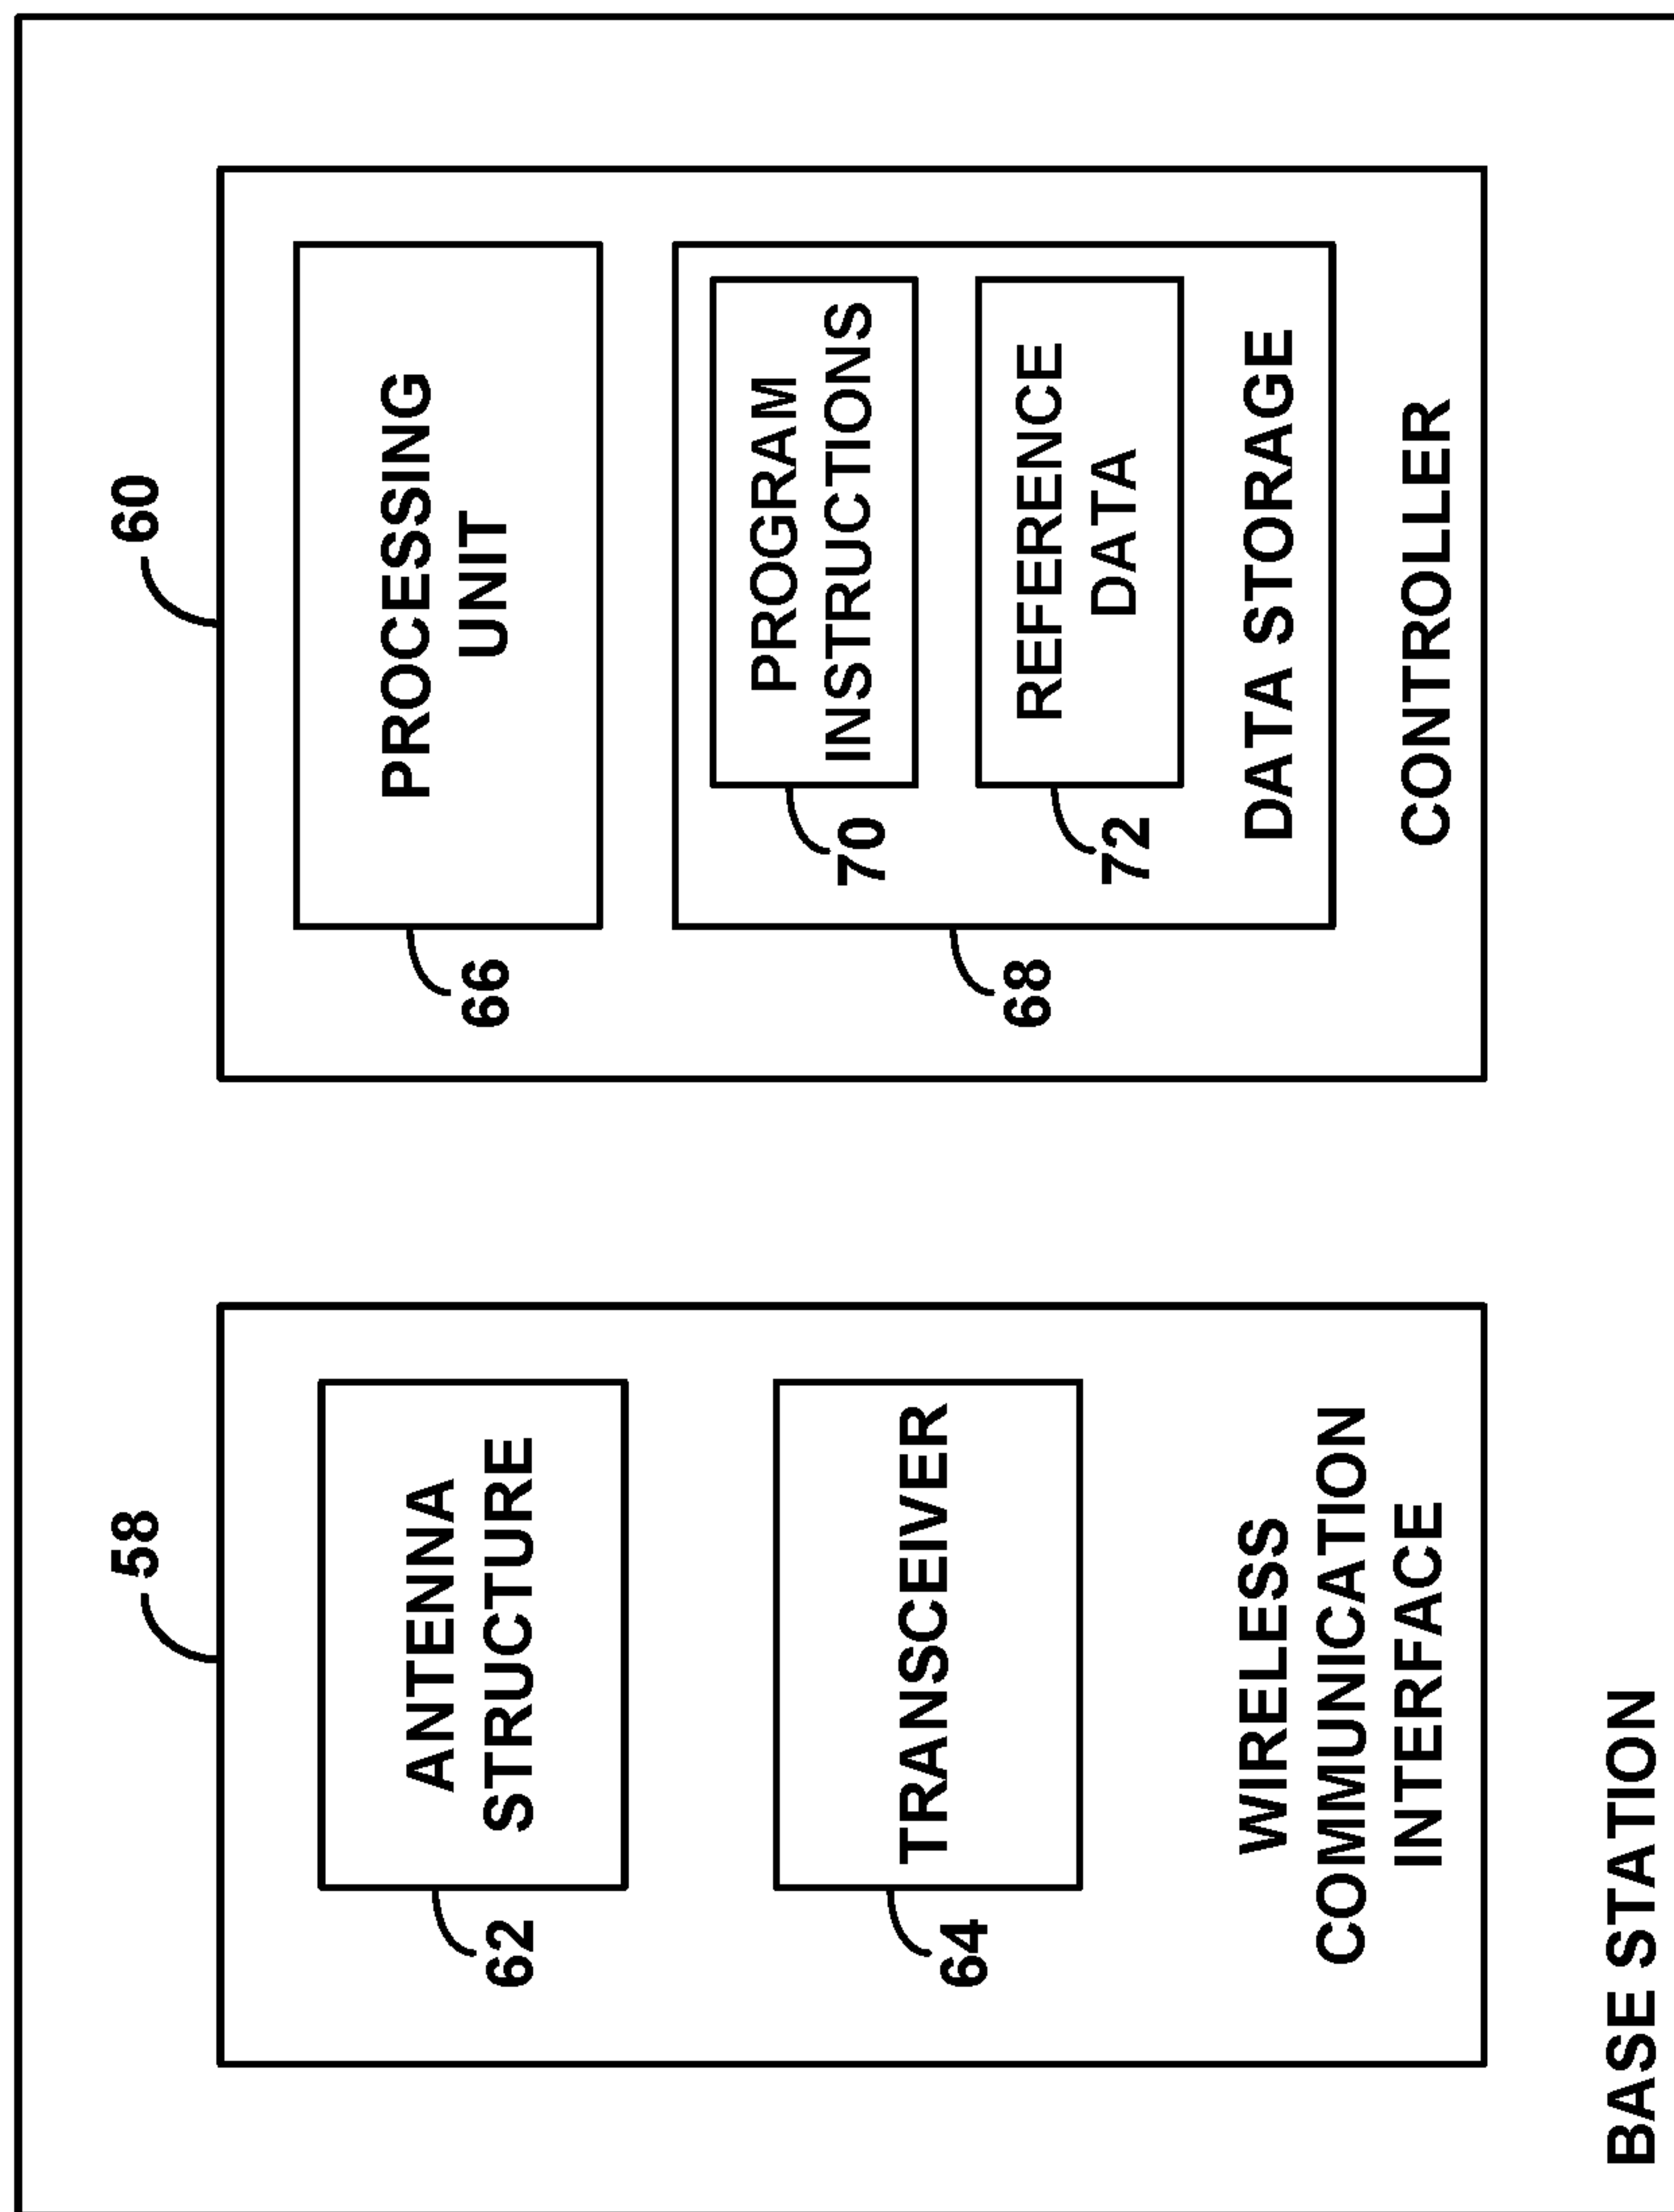 58
62
ANTENNA
STRUCTURE
64
TRANSCEIVER
WIRELESS
COMMUNICATION
INTERFACE
60
66
PROCESSING
UNIT
68
70
PROGRAM
INSTRUCTIONS
72
REFERENCE
DATA
DATA STORAGE
CONTROLLER
BASE STATION